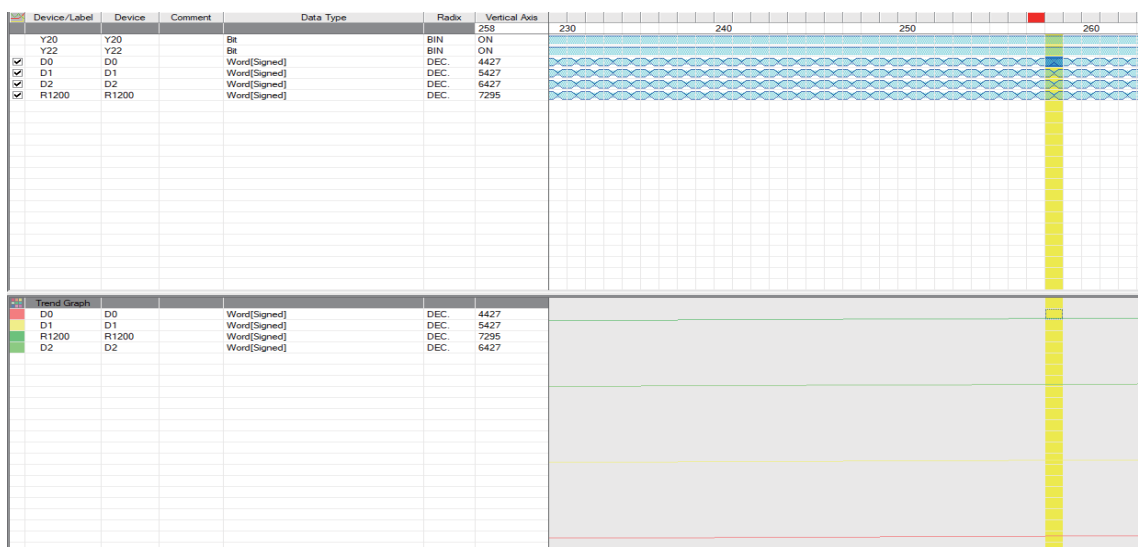 Device/Label Device Comment Data Type Radix Vertical Axis
258 230 240 250 260
Y20 Y20 Bit BIN ON
Y22 Y22 Bit BIN ON
D0 D0 Word[Signed] DEC. 4427
D1 D1 Word[Signed] DEC. 5427
D2 D2 Word[Signed] DEC. 6427
R1200 R1200 Word[Signed] DEC. 7295
Trend Graph
D0 D0 Word[Signed] DEC. 4427
D1 D1 Word[Signed] DEC. 5427
R1200 R1200 Word[Signed] DEC. 7295
D2 D2 Word[Signed] DEC. 6427